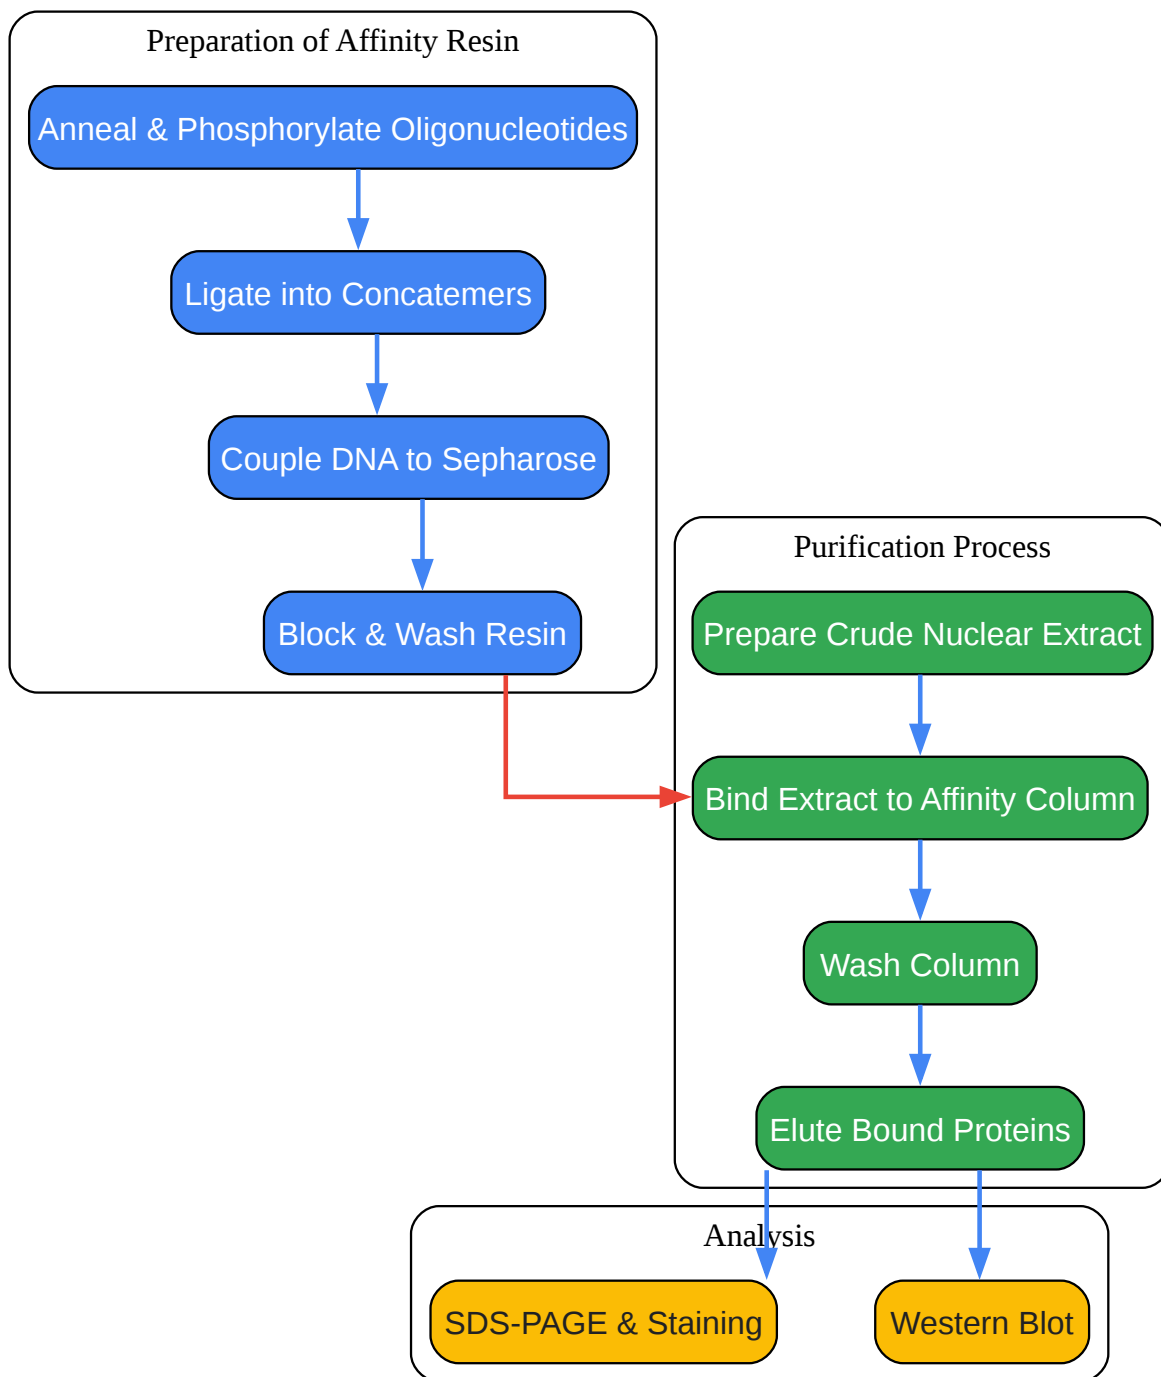 Preparation of Affinity Resin
Anneal & Phosphorylate Oligonucleotides
Ligate into Concatemers
Couple DNA to Sepharose
Block & Wash Resin
Purification Process
Prepare Crude Nuclear Extract
Bind Extract to Affinity Column
Wash Column
Elute Bound Proteins
Analysis
SDS-PAGE & Staining
Western Blot